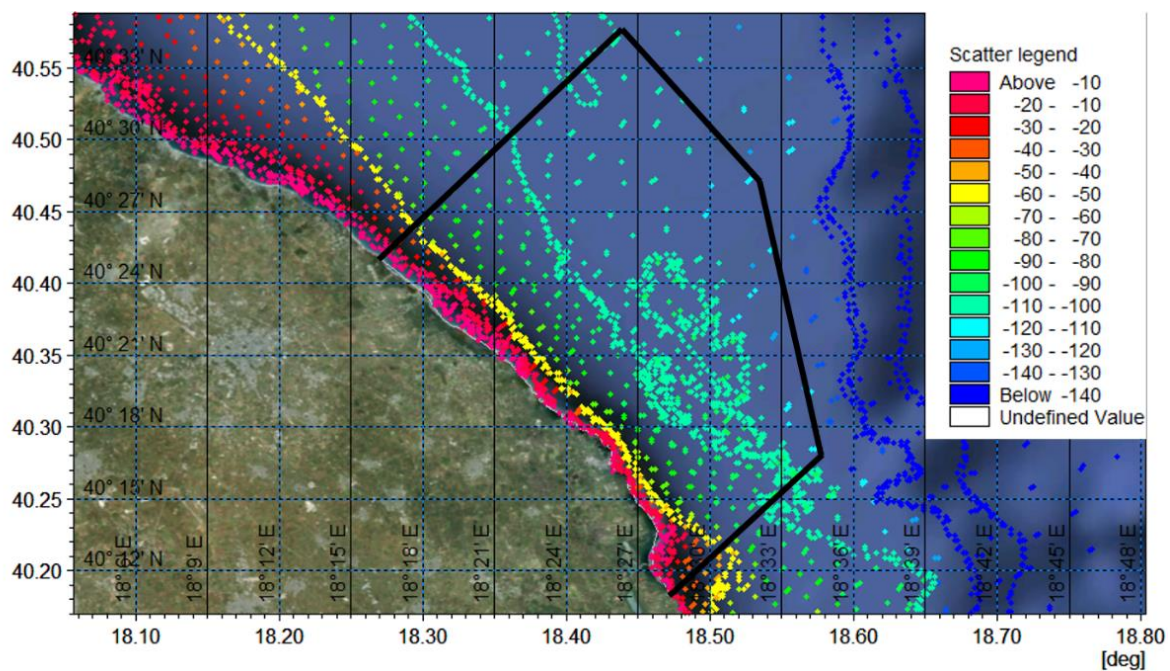 Scatter legend
Above -10
-20 - -10
-30 - -20
-40 - -30
-50 - -40
-60 - -50
-70 - -60
-80 - -70
-90 - -80
-100 - -90
-110 - -100
-120 - -110
-130 - -120
-140 - -130
Below -140
Undefined Value
40.55
40.50
40.45
40.40
40.35
40.30
40.25
40.20
40° 33' N
40° 30' N
40° 27' N
40° 24' N
40° 21' N
40° 18' N
40° 15' N
40° 12' N
18° 6' E
18° 9' E
18° 12' E
18° 15' E
18° 18' E
18° 21' E
18° 24' E
18° 27' E
18° 33' E
18° 36' E
18° 39' E
18° 42' E
18° 45' E
18° 48' E
18.10
18.20
18.30
18.40
18.50
18.60
18.70
18.80
[deg]